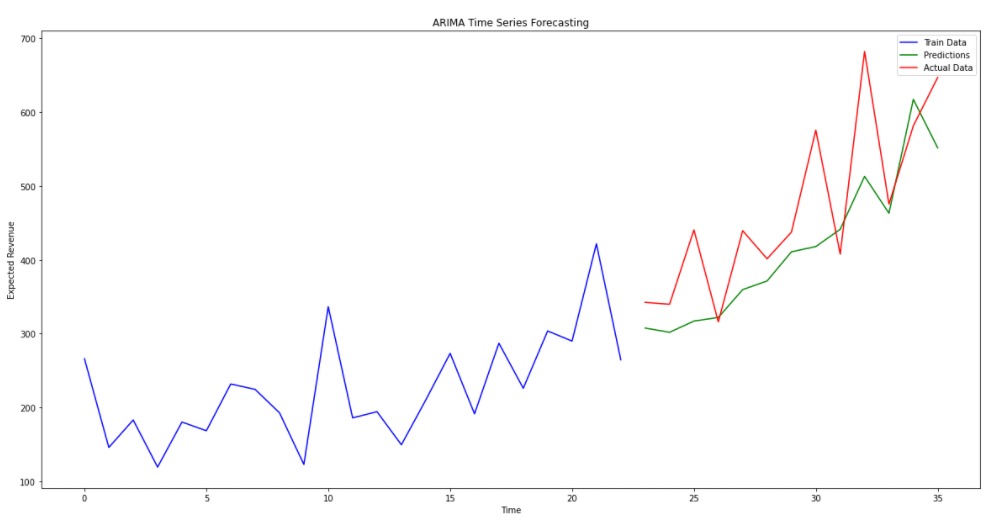 ARIMA Time Series Forecasting
Train Data
Predictions
Actual Data
Expected Revenue
700
600
500
400
300
200
100
0 5 10 15 20 25 30 35
Time